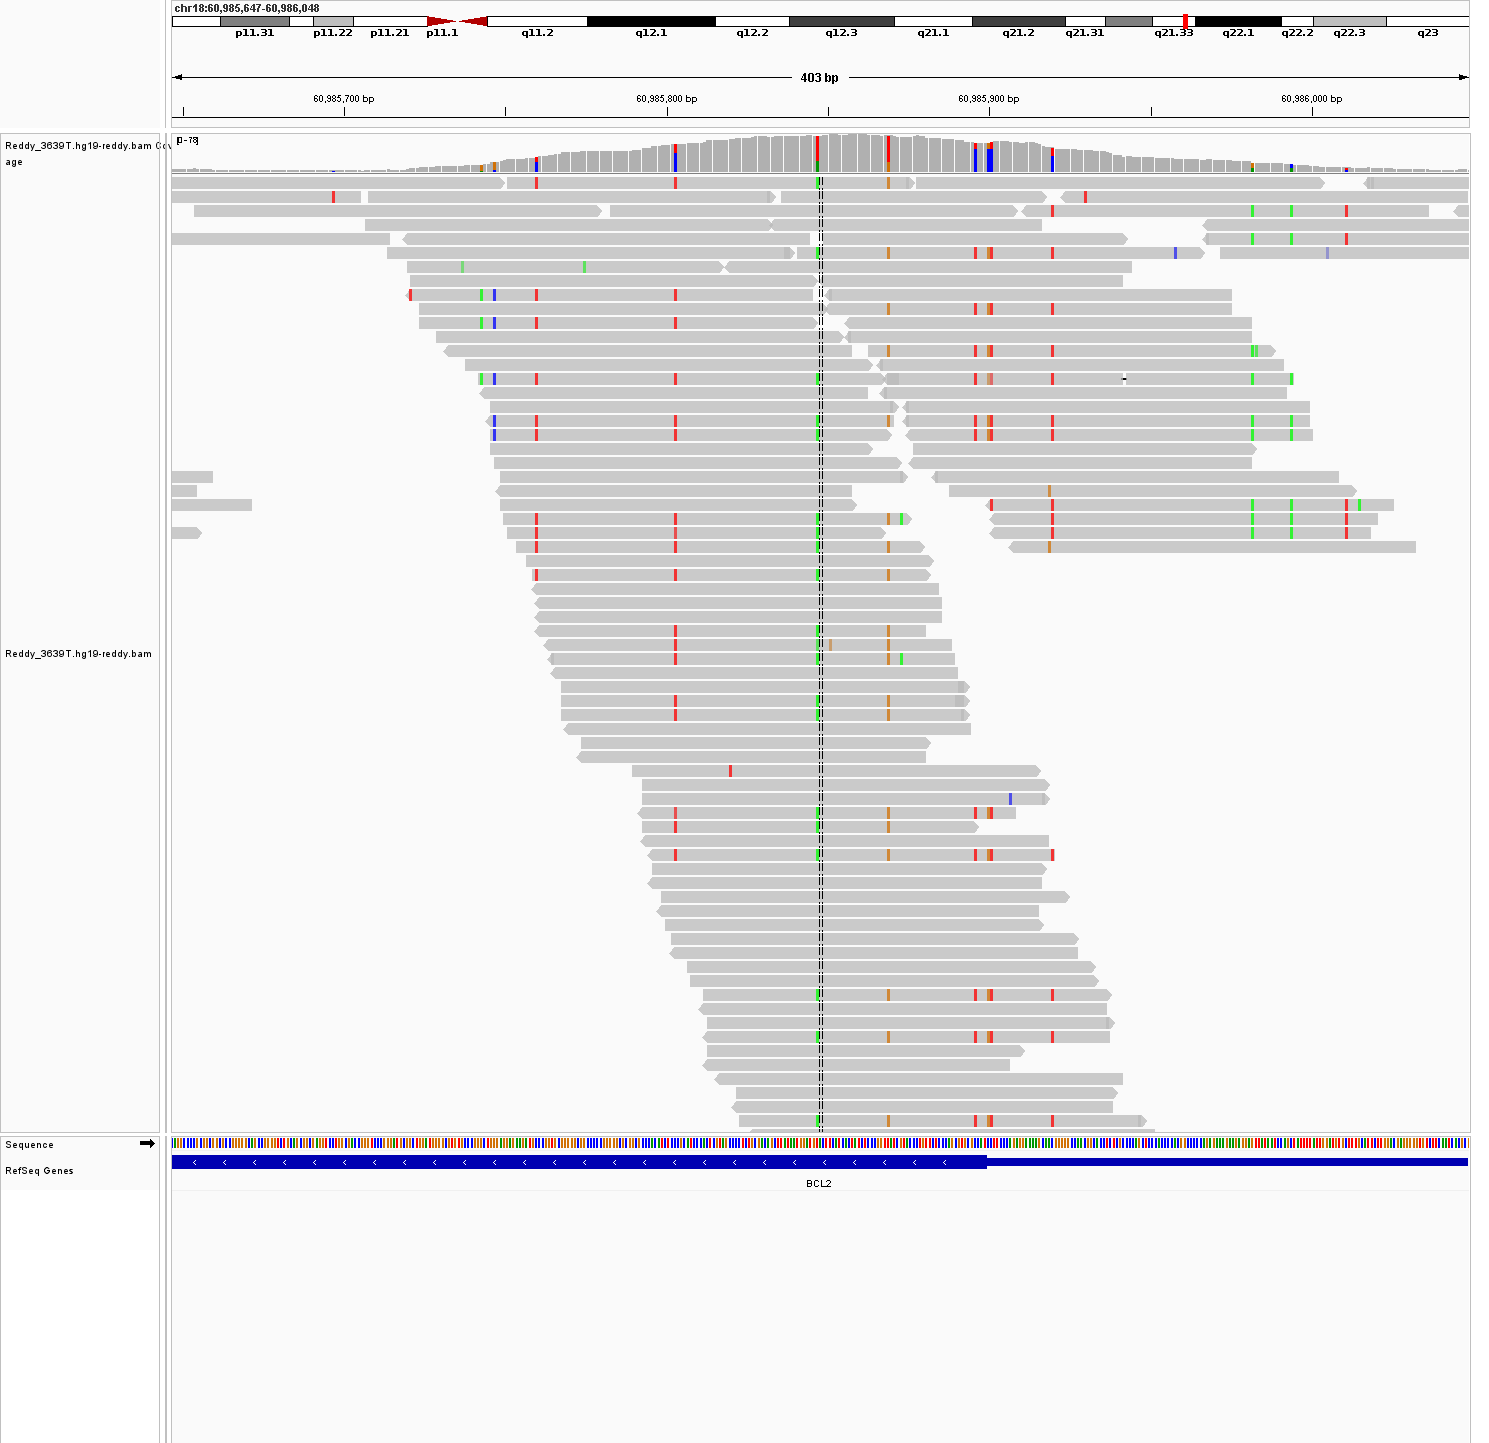 chr18:60,985,647-60,986,048
p11.31 p11.22 p11.21 p11.1 q11.2 q12.1 q12.2 q12.3 q21.1 q21.2 q21.31 q21.33 q22.1 q22.2 q22.3 q23
403 bp
60,985,700 bp 60,985,800 bp 60,985,900 bp 60,986,000 bp
[0-78]
Reddy_3639T.hg19-reddy.bam Cov
age
Reddy_3639T.hg19-reddy.bam
Sequence
RefSeq Genes
BCL2